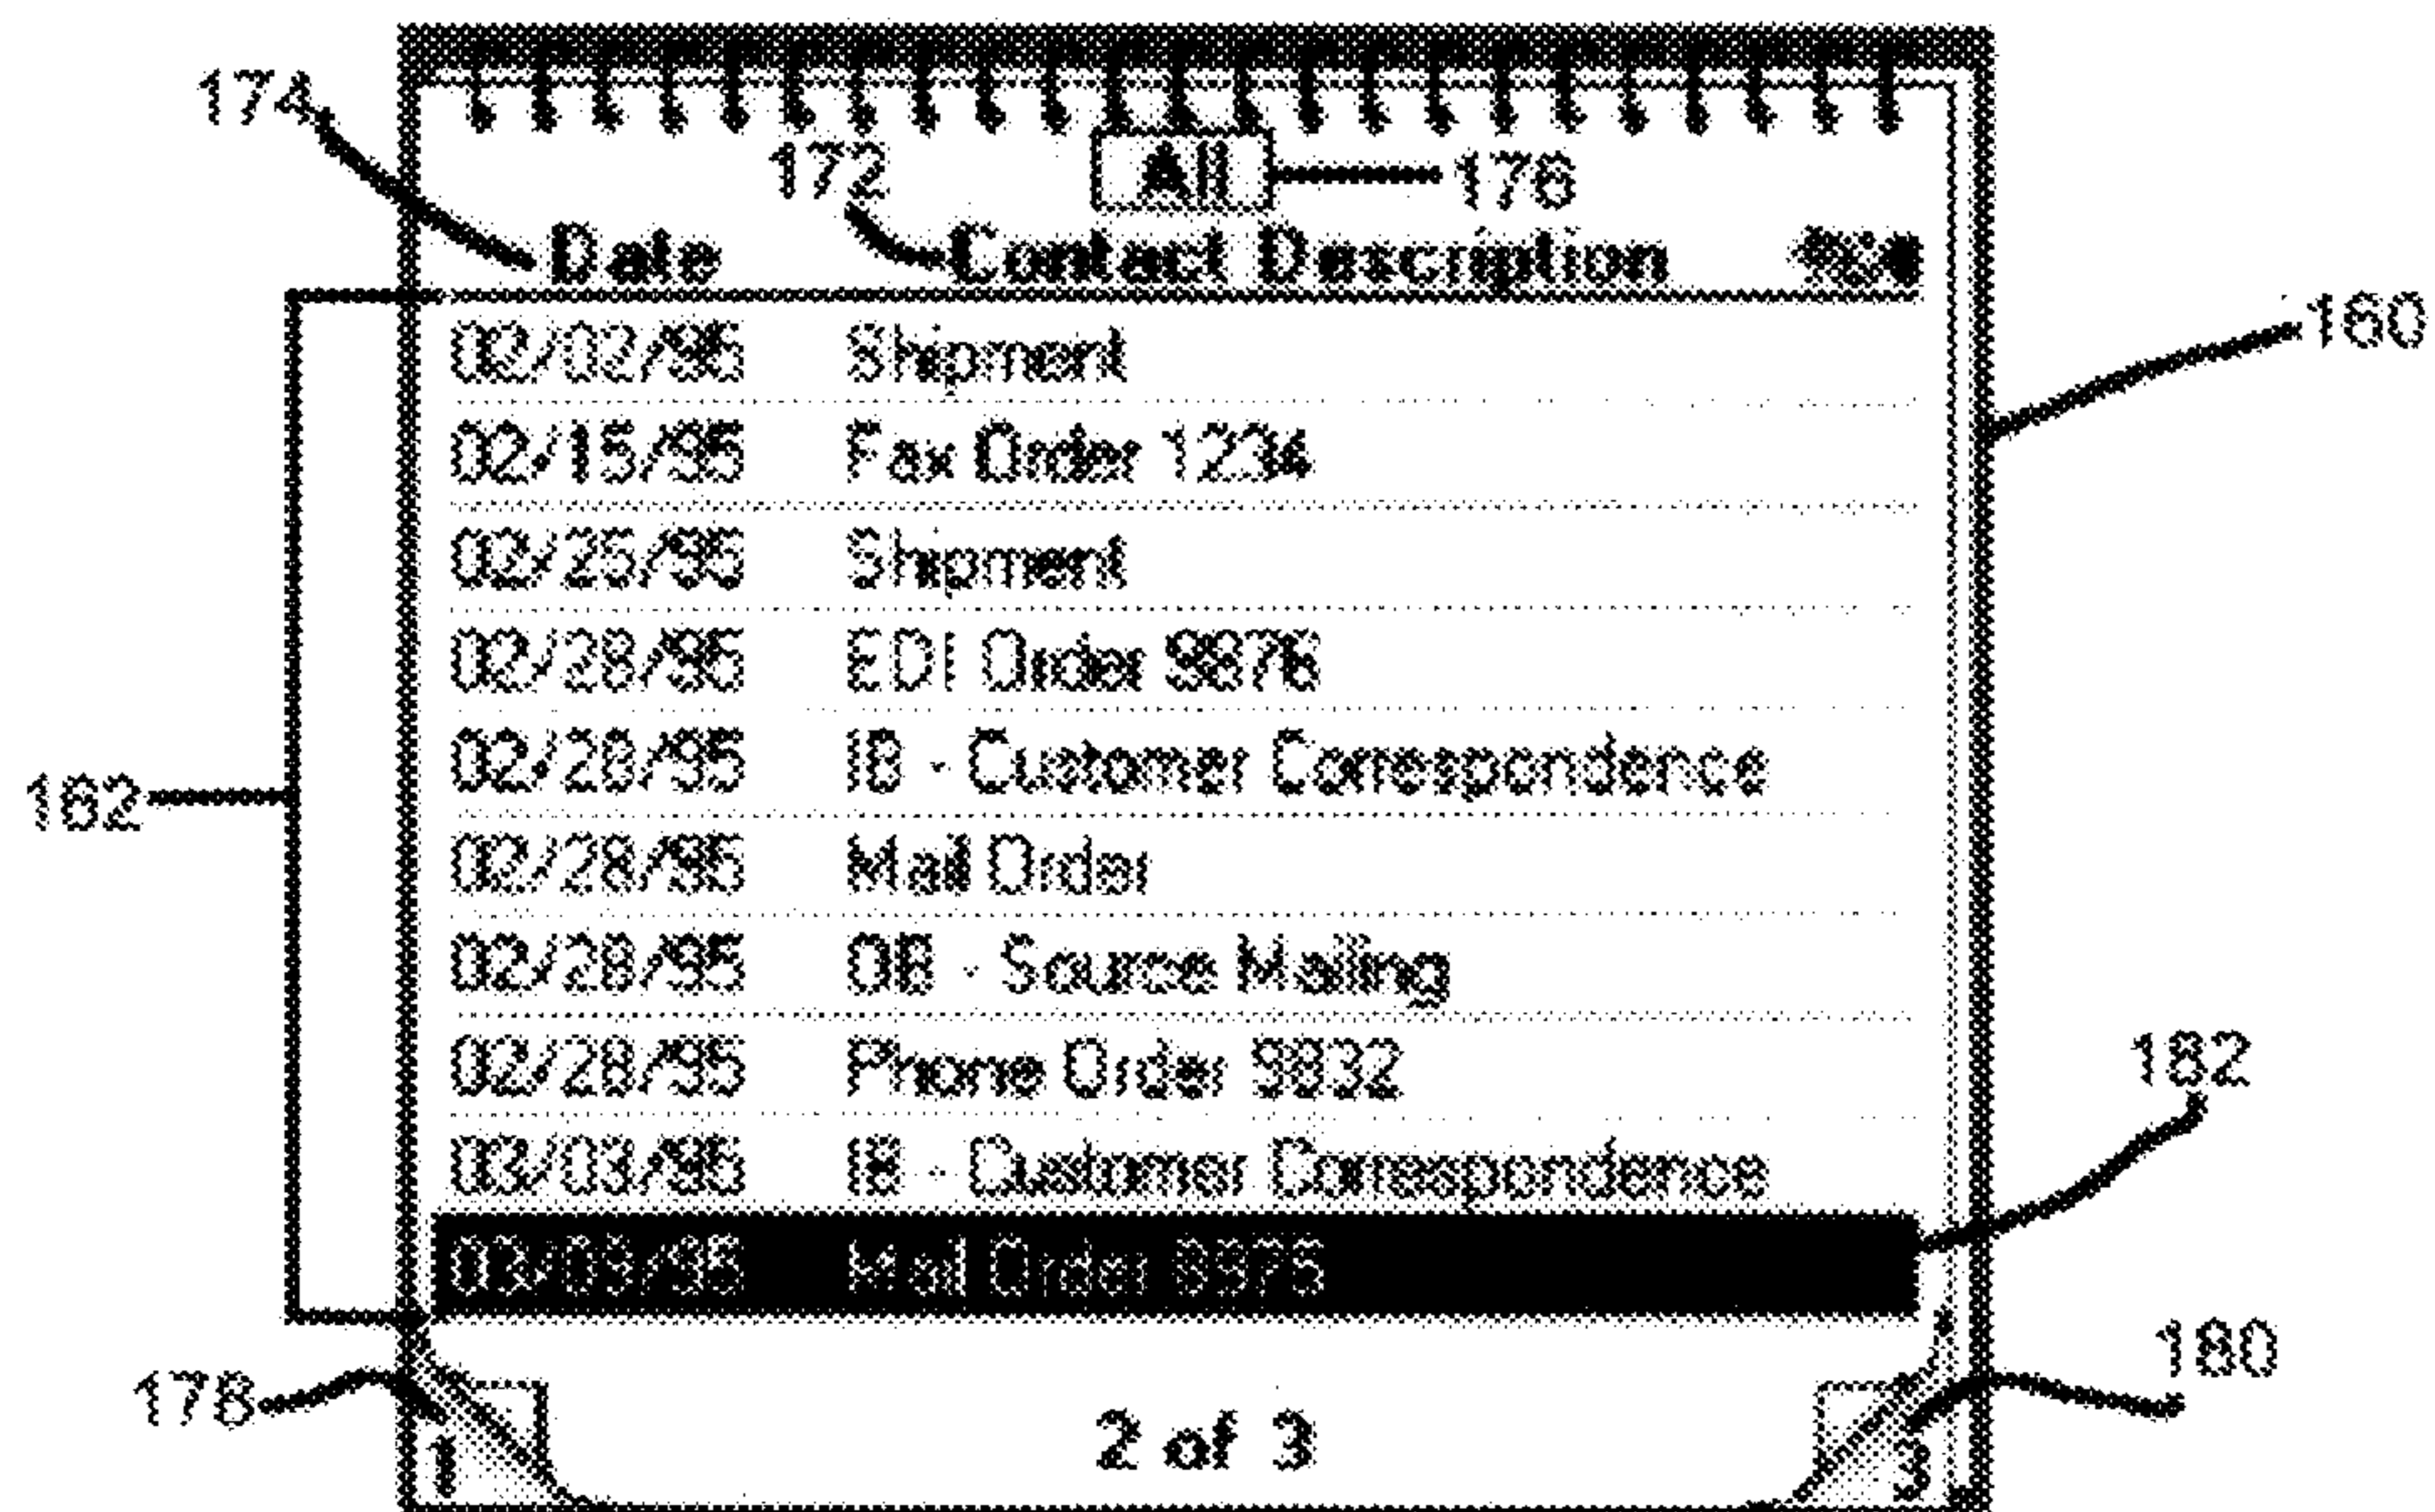 174
172
All
176
Date Contact Description
160
02/02/95 Shipment
02/15/95 Fax Order 1234
02/25/95 Shipment
02/28/95 EDI Order 9876
02/28/95 IB - Customer Correspondence
162
02/28/95 Mail Order
02/28/95 OB - Source Mailing
02/28/95 Phone Order 9832
182
03/03/95 IB - Customer Correspondence
Mail Order
178
180
1
2 of 3
3